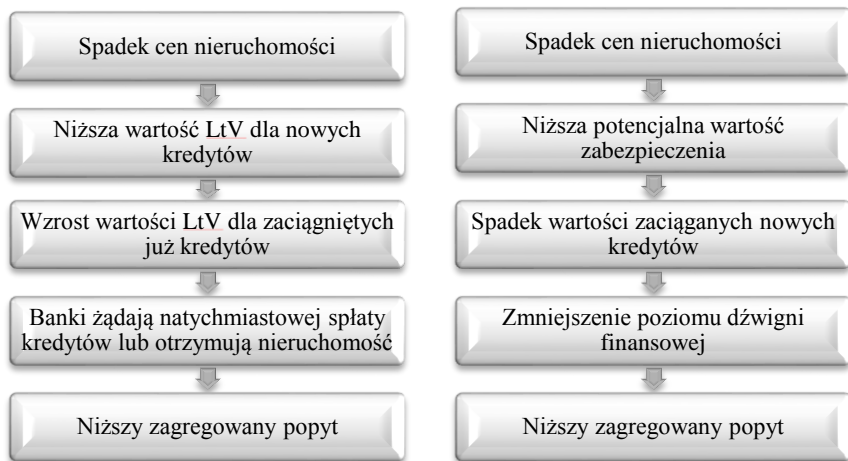 Spadek cen nieruchomości
Niższa wartość LtV dla nowych
kredytów
Wzrost wartości LtV dla zaciągniętych
już kredytów
Banki żądają natychmiastowej spłaty
kredytów lub otrzymują nieruchomość
Niższy zagregowany popyt
Spadek cen nieruchomości
Niższa potencjalna wartość
zabezpieczenia
Spadek wartości zaciąganych nowych
kredytów
Zmniejszenie poziomu dźwigni
finansowej
Niższy zagregowany popyt